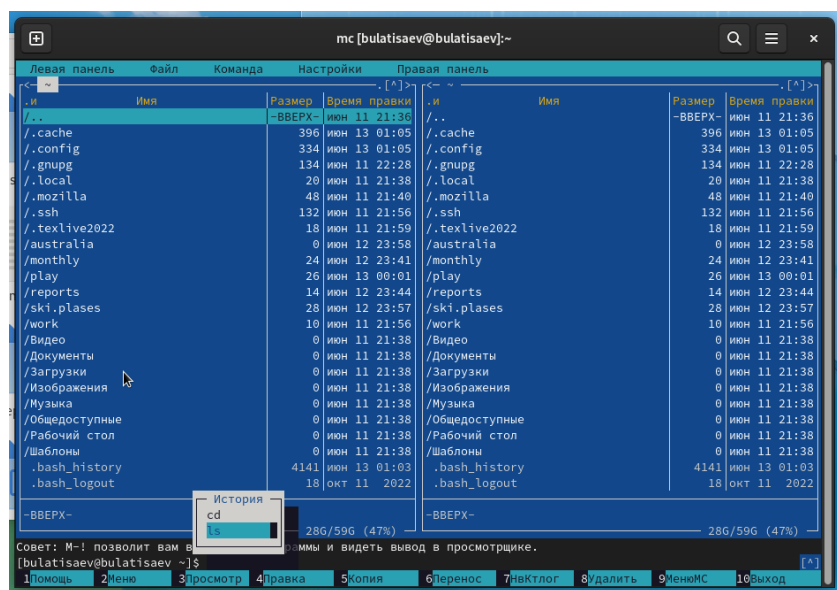 mc [bulatisaev@bulatisaev]:~
Левая панель Файл Команда Настройки Правая панель
<— ~ .[^]> <— ~ .[^]>
.и Имя Размер Время правки .и Имя Размер Время правки
/.. -ВВЕРХ- июн 11 21:36 /.. -ВВЕРХ- июн 11 21:36
/.cache 396 июн 13 01:05 /.cache 396 июн 13 01:05
/.config 334 июн 13 01:05 /.config 334 июн 13 01:05
/.gnupg 134 июн 11 22:28 /.gnupg 134 июн 11 22:28
/.local 20 июн 11 21:38 /.local 20 июн 11 21:38
/.mozilla 48 июн 11 21:40 /.mozilla 48 июн 11 21:40
/.ssh 132 июн 11 21:56 /.ssh 132 июн 11 21:56
/.texlive2022 18 июн 11 21:59 /.texlive2022 18 июн 11 21:59
/australia 0 июн 12 23:58 /australia 0 июн 12 23:58
/monthly 24 июн 12 23:41 /monthly 24 июн 12 23:41
/play 26 июн 13 00:01 /play 26 июн 13 00:01
/reports 14 июн 12 23:44 /reports 14 июн 12 23:44
/ski.plases 28 июн 12 23:57 /ski.plases 28 июн 12 23:57
/work 10 июн 11 21:56 /work 10 июн 11 21:56
/Видео 0 июн 11 21:38 /Видео 0 июн 11 21:38
/Документы 0 июн 11 21:38 /Документы 0 июн 11 21:38
/Загрузки 0 июн 11 21:38 /Загрузки 0 июн 11 21:38
/Изображения 0 июн 11 21:38 /Изображения 0 июн 11 21:38
/Музыка 0 июн 11 21:38 /Музыка 0 июн 11 21:38
/Общедоступные 0 июн 11 21:38 /Общедоступные 0 июн 11 21:38
/Рабочий стол 0 июн 11 21:38 /Рабочий стол 0 июн 11 21:38
/Шаблоны 0 июн 11 21:38 /Шаблоны 0 июн 11 21:38
.bash_history 4141 июн 13 01:03 .bash_history 4141 июн 13 01:03
.bash_logout 18 окт 11 2022 .bash_logout 18 окт 11 2022
История
-ВВЕРХ- cd -ВВЕРХ-
ls 28G/59G (47%) 28G/59G (47%)
Совет: M-! позволит вам в и видеть вывод в просмотрщике.
[bulatisaev@bulatisaev ~]$ [^]
1Помощь 2Меню 3Просмотр 4Правка 5Копия 6Перенос 7НвКтлог 8Удалить 9МенюMC 10Выход